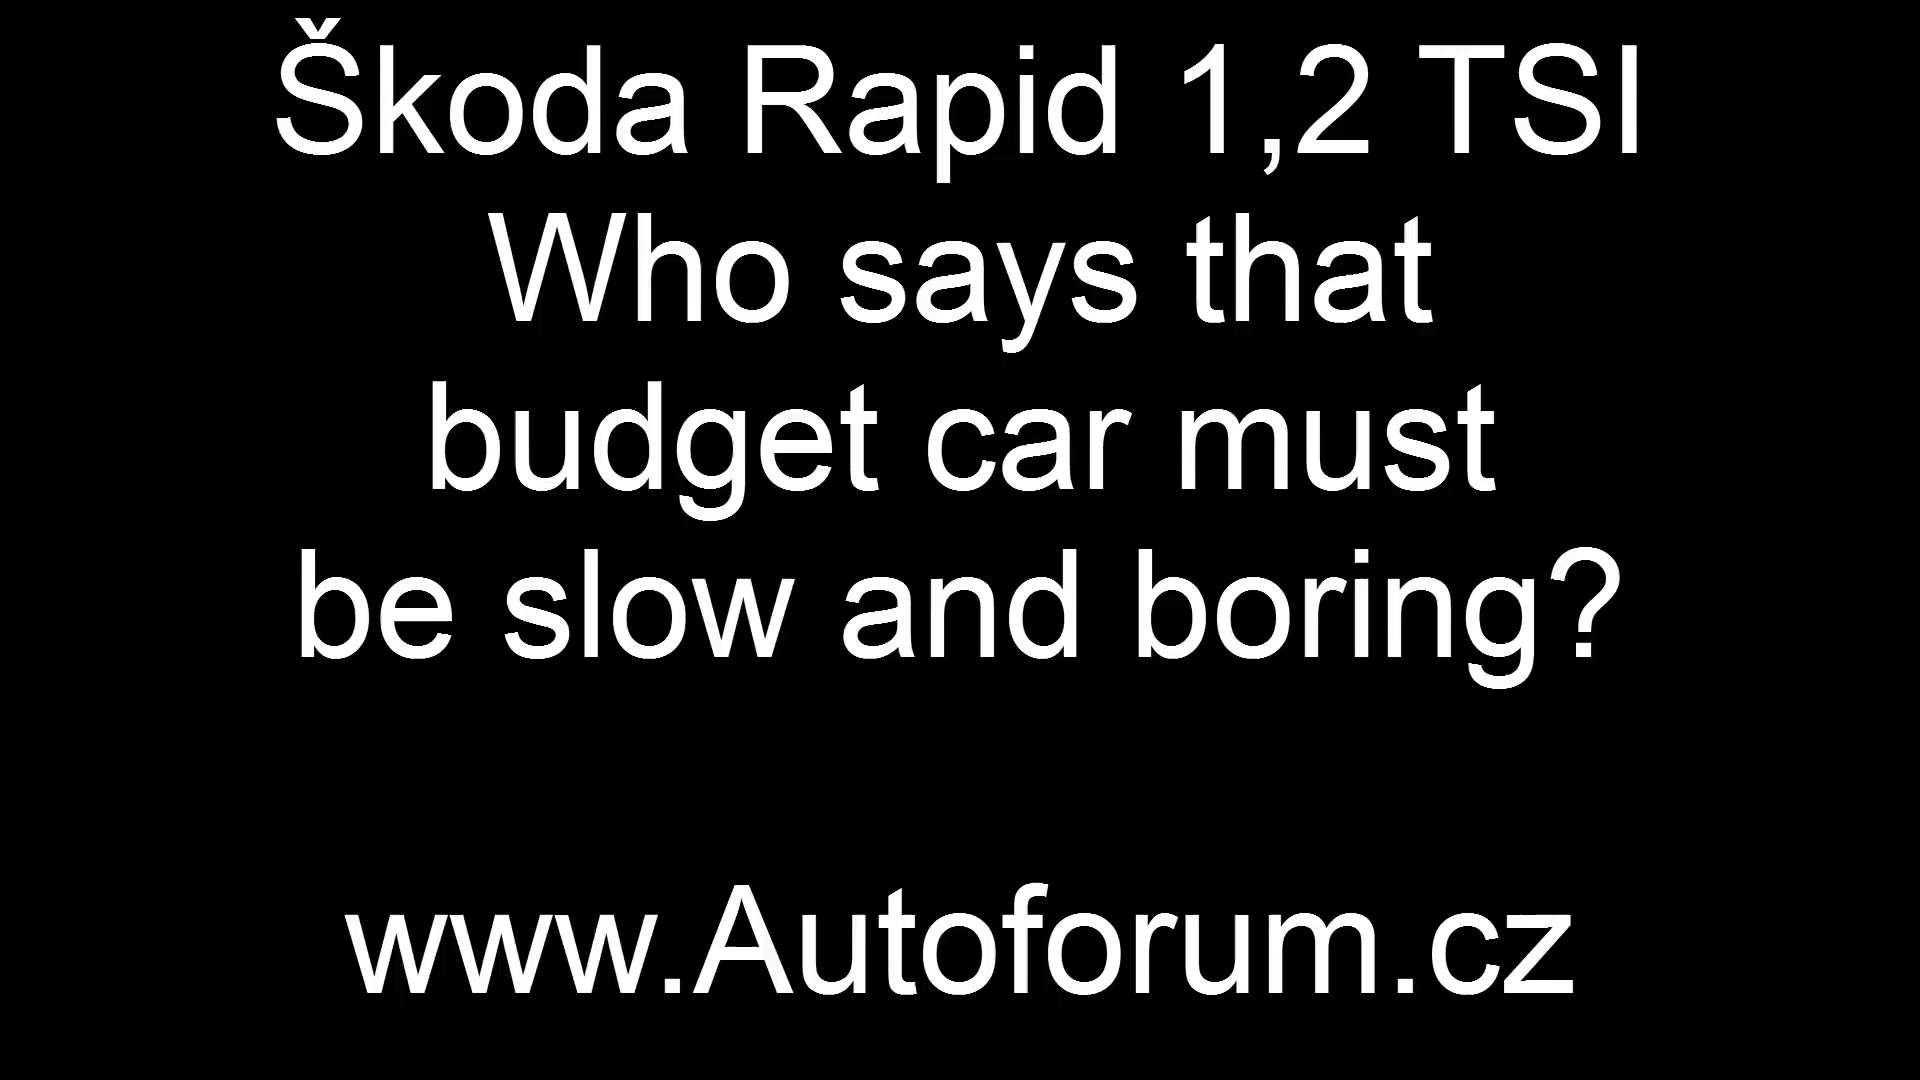 Škoda Rapid 1,2 TSI
Who says that
budget car must
be slow and boring?
www.Autoforum.cz